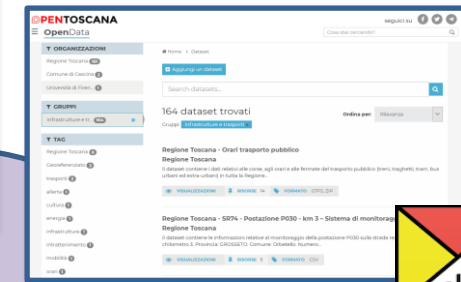 OPENTOSCANA
seguici su
OpenData
Cosa stai cercando?
ORGANIZZAZIONI
Regione Toscana
Comune di Cascina
Università di Firen...
GRUPPI
Infrastrutture e tr...
TAG
Regione Toscana
Georeferenziato
trasporti
allerta
cultura
energia
infrastrutture
intrattenimento
mobilità
orari
Home
Dataset
Aggiungi un dataset
Search datasets...
164 dataset trovati
Ordina per: Rilevanza
Gruppi: Infrastrutture e trasporti
Regione Toscana - Orari trasporto pubblico
Regione Toscana
Il dataset contiene i dati relativi alle corse, agli orari e alle fermate del trasporto pubblico (treni, traghetti, tram, bus
urbani ed extra urbani) in tutta la Regione...
VISUALIZZAZIONI RISORSE 74 FORMATO GTFS, ZIP
Regione Toscana - SR74 - Postazione P030 - km 3 – Sistema di monitorag
Regione Toscana
Il dataset contiene le informazioni relative al monitoraggio della postazione P030 sulla strada re
chilometro 3. Provincia: GROSSETO. Comune: Orbetello. Numero...
VISUALIZZAZIONI RISORSE 5 FORMATO CSV